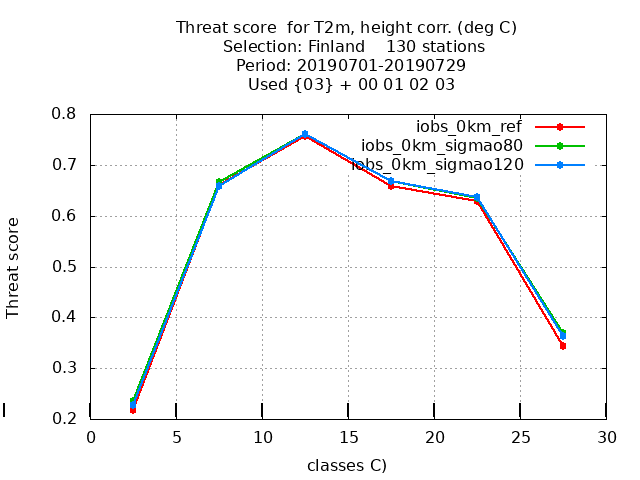 Threat score  for T2m, height corr. (deg C)
Selection: Finland    130 stations
Period: 20190701-20190729
Used {03} + 00 01 02 03
iobs_0km_ref
iobs_0km_sigmao80
iobs_0km_sigmao120
Threat score
0.8
0.7
0.6
0.5
0.4
0.3
0.2
0 5 10 15 20 25 30
classes C)